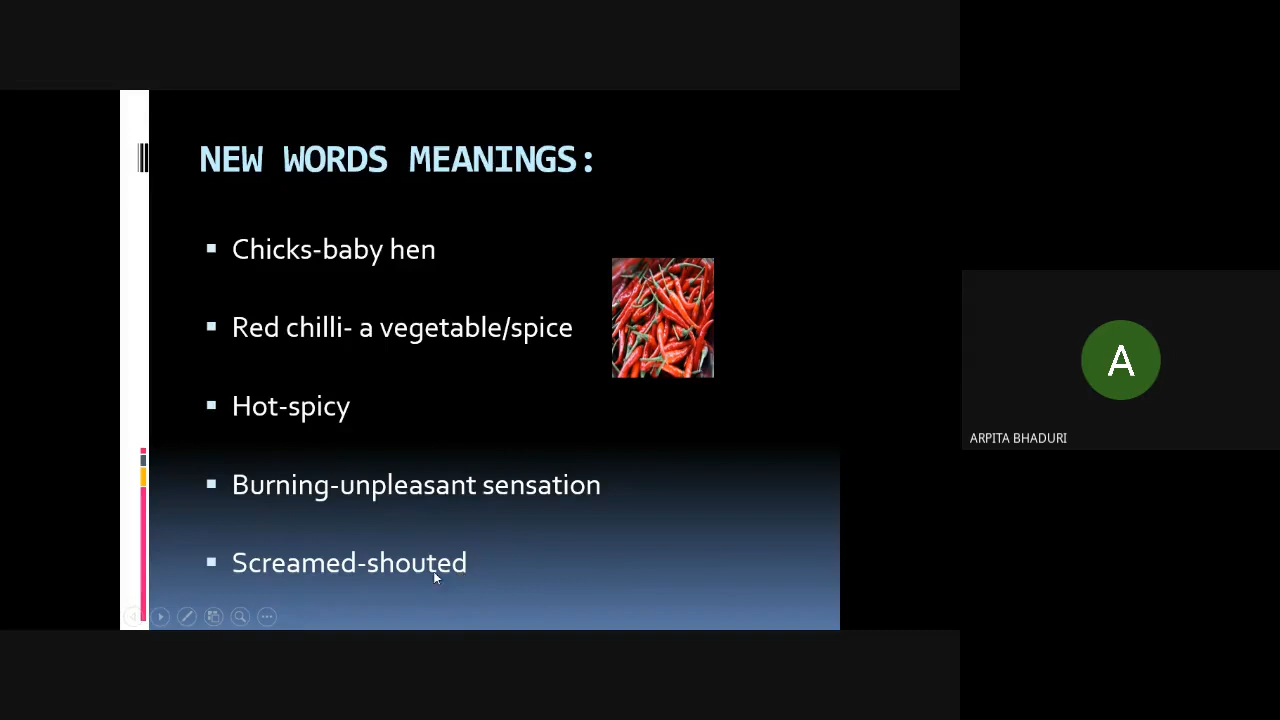 NEW WORDS MEANINGS:
Chicks-baby hen
Red chilli- a vegetable/spice
Hot-spicy
Burning-unpleasant sensation
Screamed-shouted
A
ARPITA BHADURI